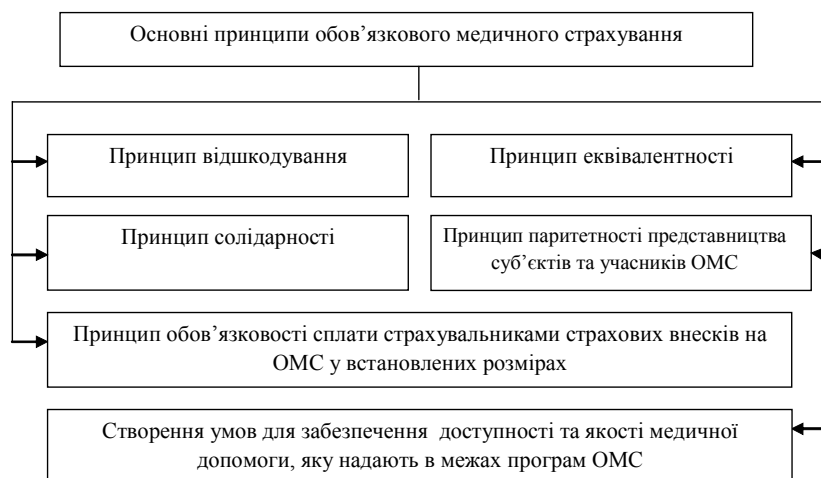 Основні принципи обов’язкового медичного страхування
Принцип відшкодування
Принцип еквівалентності
Принцип солідарності
Принцип паритетності представництва
суб’єктів та учасників ОМС
Принцип обов’язковості сплати страхувальниками страхових внесків на
ОМС у встановлених розмірах
Створення умов для забезпечення доступності та якості медичної
допомоги, яку надають в межах програм ОМС